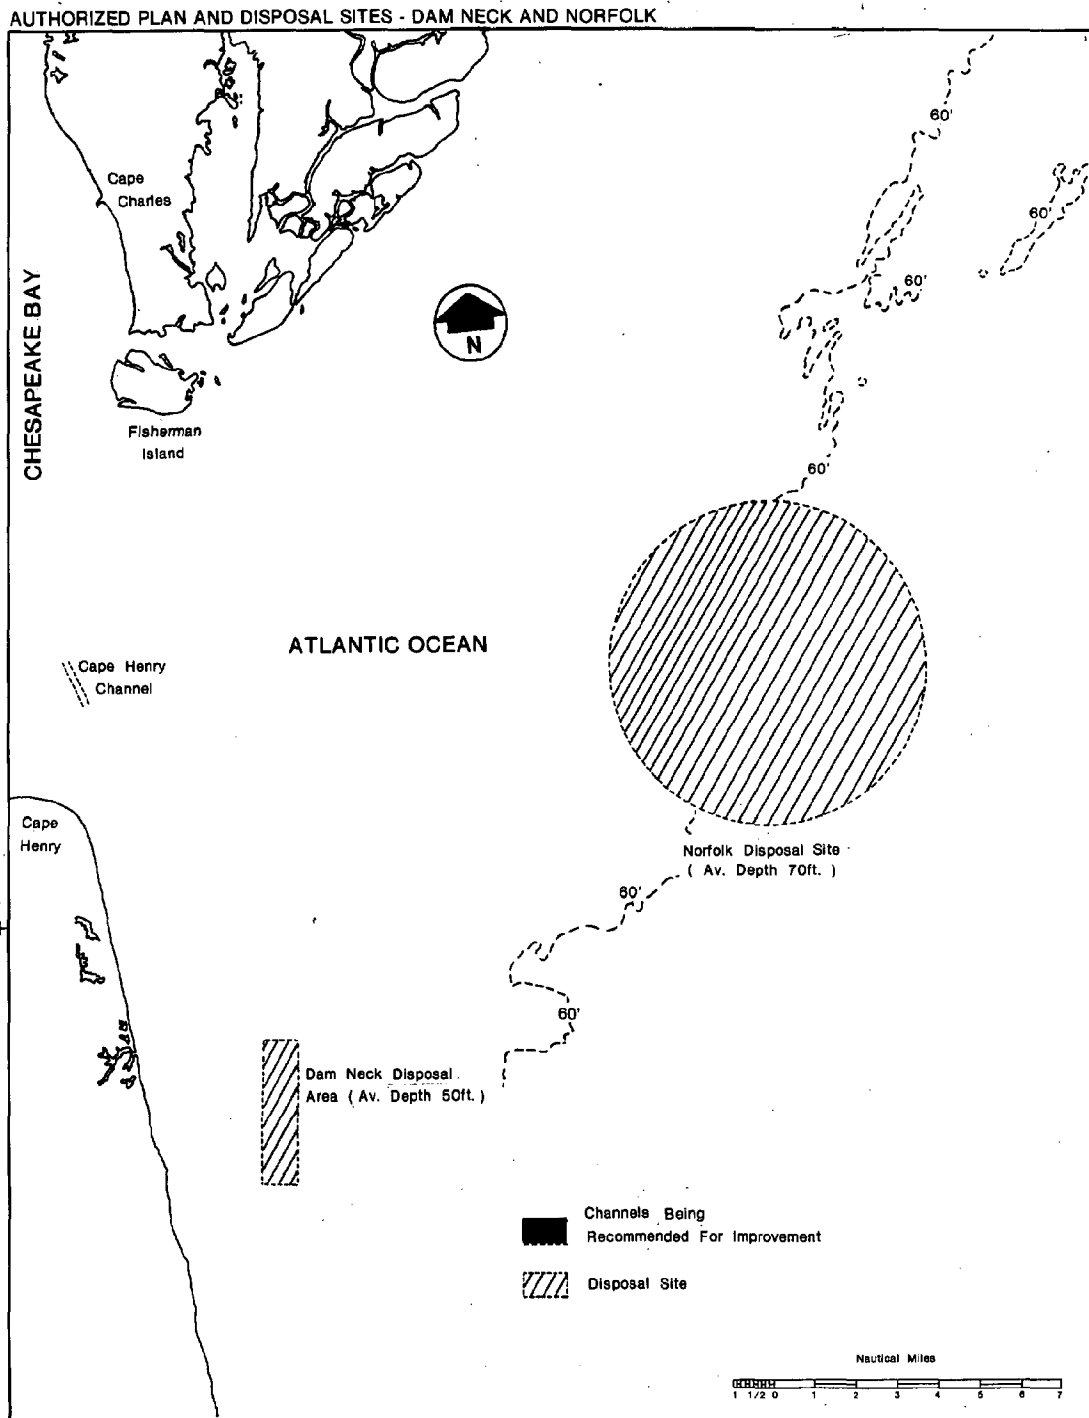 AUTHORIZED PLAN AND DISPOSAL SITES - DAM NECK AND NORFOLK
60'
Cape
Charles
60'
CHESAPEAKE BAY
60'
N
Fisherman
Island
60'
ATLANTIC OCEAN
Cape Henry
Channel
Cape
Henry
Norfolk Disposal Site
( Av. Depth 70ft. )
60'
60'
Dam Neck Disposal
Area ( Av. Depth 50ft. )
Channels Being
Recommended For Improvement
Disposal Site
Nautical Miles
1 1/2 0 1 2 3 4 5 6 7